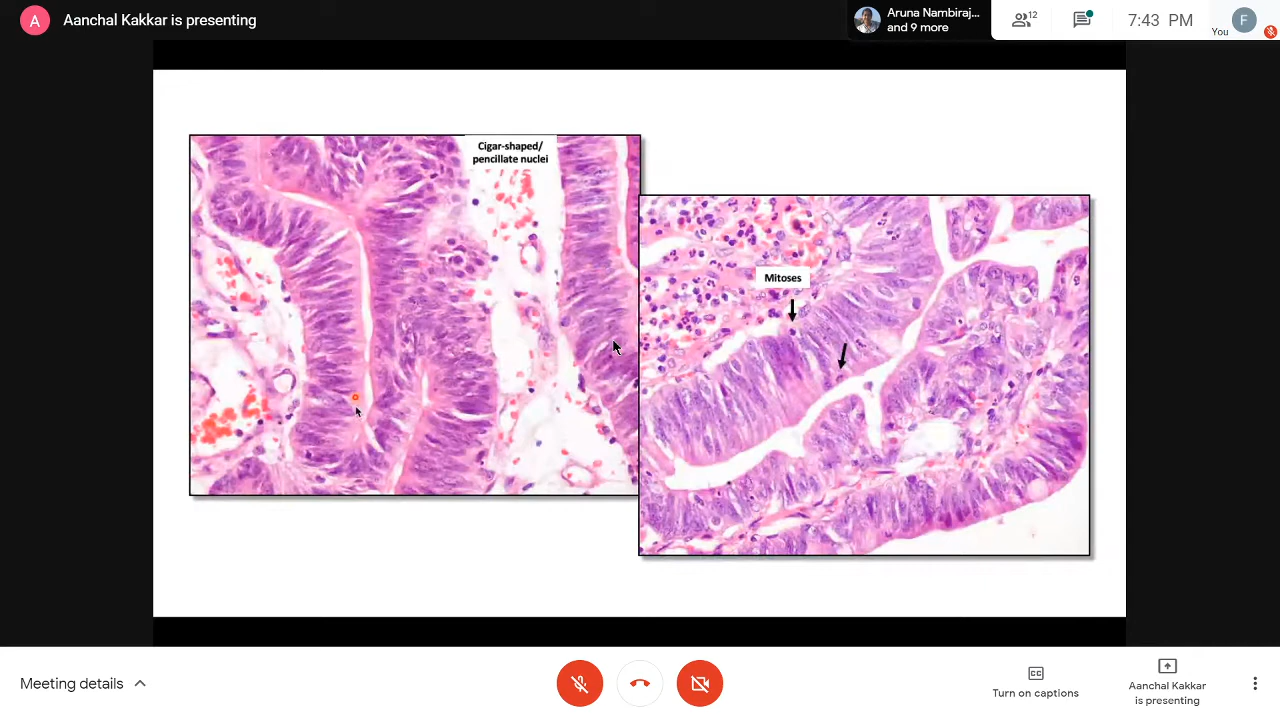 A
Aanchal Kakkar is presenting
Aruna Nambiraj...
and 9 more
12
7:43 PM
You
F
Cigar-shaped/
pencillate nuclei
Mitoses
Meeting details
CC
Turn on captions
Aanchal Kakkar
is presenting